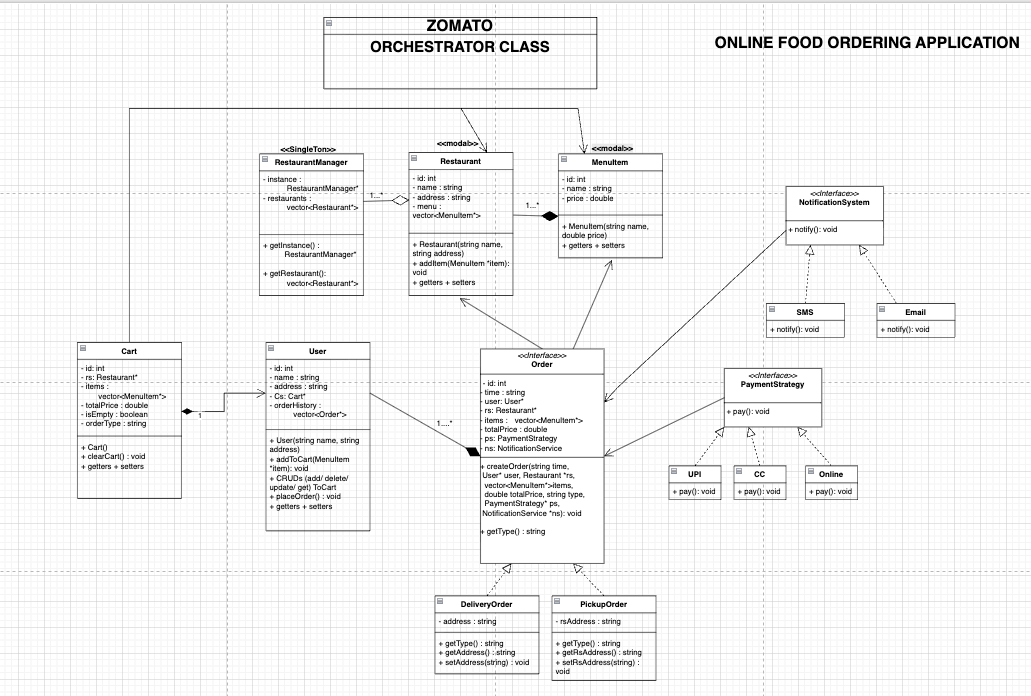 ZOMATO
ORCHESTRATOR CLASS
ONLINE FOOD ORDERING APPLICATION
<<SingleTon>>
RestaurantManager
- instance :
RestaurantManager*
- restaurants :
vector<Restaurant*>
+ getInstance() :
RestaurantManager*
+ getRestaurant():
vector<Restaurant*>
1...*
<<modal>>
Restaurant
- id: int
- name : string
- address : string
- menu :
vector<MenuItem*>
+ Restaurant(string name,
string address)
+ addItem(MenuItem *item):
void
+ getters + setters
1...*
<<modal>>
MenuItem
- id: int
- name : string
- price : double
+ MenuItem(string name,
double price)
+ getters + setters
<<Interface>>
NotificationSystem
+ notify(): void
SMS
+ notify(): void
Email
+ notify(): void
Cart
- id: int
- rs: Restaurant*
- items :
vector<MenuItem*>
- totalPrice : double
- isEmpty : boolean
- orderType : string
+ Cart()
+ clearCart() : void
+ getters + setters
1
User
- id: int
- name : string
- address : string
- Cs: Cart*
- orderHistory :
vector<Order*>
+ User(string name, string
address)
+ addToCart(MenuItem
*item): void
+ CRUDs (add/ delete/
update/ get) ToCart
+ placeOrder() : void
+ getters + setters
1....*
<<Interface>>
Order
- id: int
- time : string
- user: User*
- rs: Restaurant*
- items : vector<MenuItem*>
- totalPrice : double
- ps: PaymentStrategy
- ns: NotificationService
+ createOrder(string time,
User* user, Restaurant *rs,
vector<MenuItem*>items,
double totalPrice, string type,
PaymentStrategy* ps,
NotificationService *ns): void
+ getType() : string
<<Interface>>
PaymentStrategy
+ pay(): void
UPI
+ pay(): void
CC
+ pay(): void
Online
+ pay(): void
DeliveryOrder
- address : string
+ getType() : string
+ getAddress() : string
+ setAddress(string) : void
PickupOrder
- rsAddress : string
+ getType() : string
+ getRsAddress() : string
+ setRsAddress(string) :
void